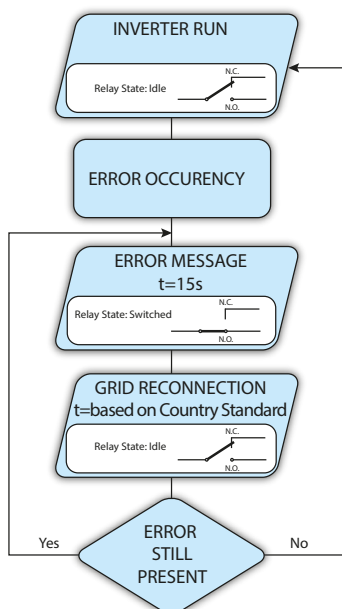 INVERTER RUN
N.C.
Relay State: Idle
N.O.
ERROR OCCURENCY
ERROR MESSAGE
t=15s
N.C.
Relay State: Switched
N.O.
GRID RECONNECTION
t=based on Country Standard
N.C.
Relay State: Idle
N.O.
Yes
ERROR
No
STILL
PRESENT